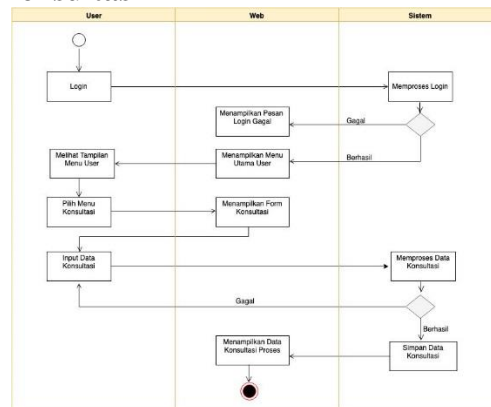 User
Web
Sistem
Login
Memproses Login
Menampilkan Pesan
Login Gagal
Gagal
Berhasil
Melihat Tampilan
Menu User
Menampilkan Menu
Utama User
Pilih Menu
Konsultasi
Menampilkan Form
Konsultasi
Input Data
Konsultasi
Memproses Data
Konsultasi
Gagal
Berhasil
Menampilkan Data
Konsultasi Proses
Simpan Data
Konsultasi